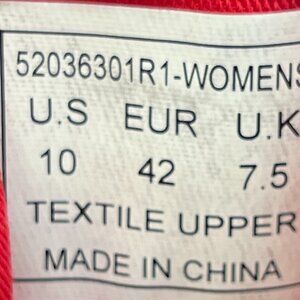 52036301R1-WOMENS
U.S EUR U.K
10 42 7.5
TEXTILE UPPER
MADE IN CHINA